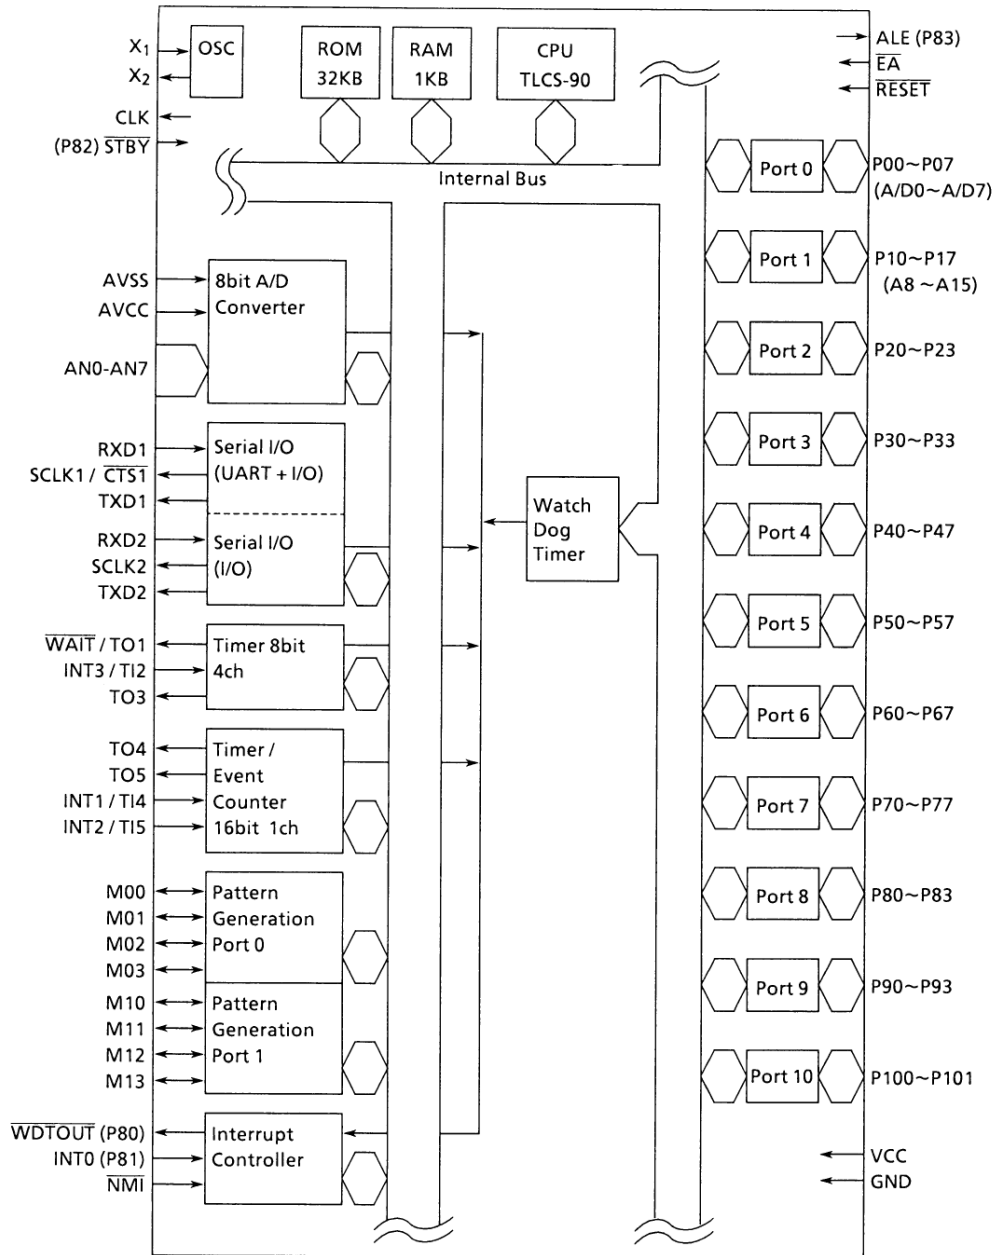 X1
X2
CLK
(P82) STBY
OSC
ROM
32KB
RAM
1KB
CPU
TLCS-90
ALE (P83)
EA
RESET
Internal Bus
AVSS
AVCC
AN0-AN7
8bit A/D
Converter
RXD1
SCLK1 / CTS1
TXD1
Serial I/O
(UART + I/O)
RXD2
SCLK2
TXD2
Serial I/O
(I/O)
WAIT / TO1
INT3 / TI2
TO3
Timer 8bit
4ch
TO4
TO5
INT1 / TI4
INT2 / TI5
Timer /
Event
Counter
16bit 1ch
M00
M01
M02
M03
Pattern
Generation
Port 0
M10
M11
M12
M13
Pattern
Generation
Port 1
WDTOUT (P80)
INT0 (P81)
NMI
Interrupt
Controller
Watch
Dog
Timer
Port 0
P00~P07
(A/D0~A/D7)
Port 1
P10~P17
(A8 ~A15)
Port 2
P20~P23
Port 3
P30~P33
Port 4
P40~P47
Port 5
P50~P57
Port 6
P60~P67
Port 7
P70~P77
Port 8
P80~P83
Port 9
P90~P93
Port 10
P100~P101
VCC
GND